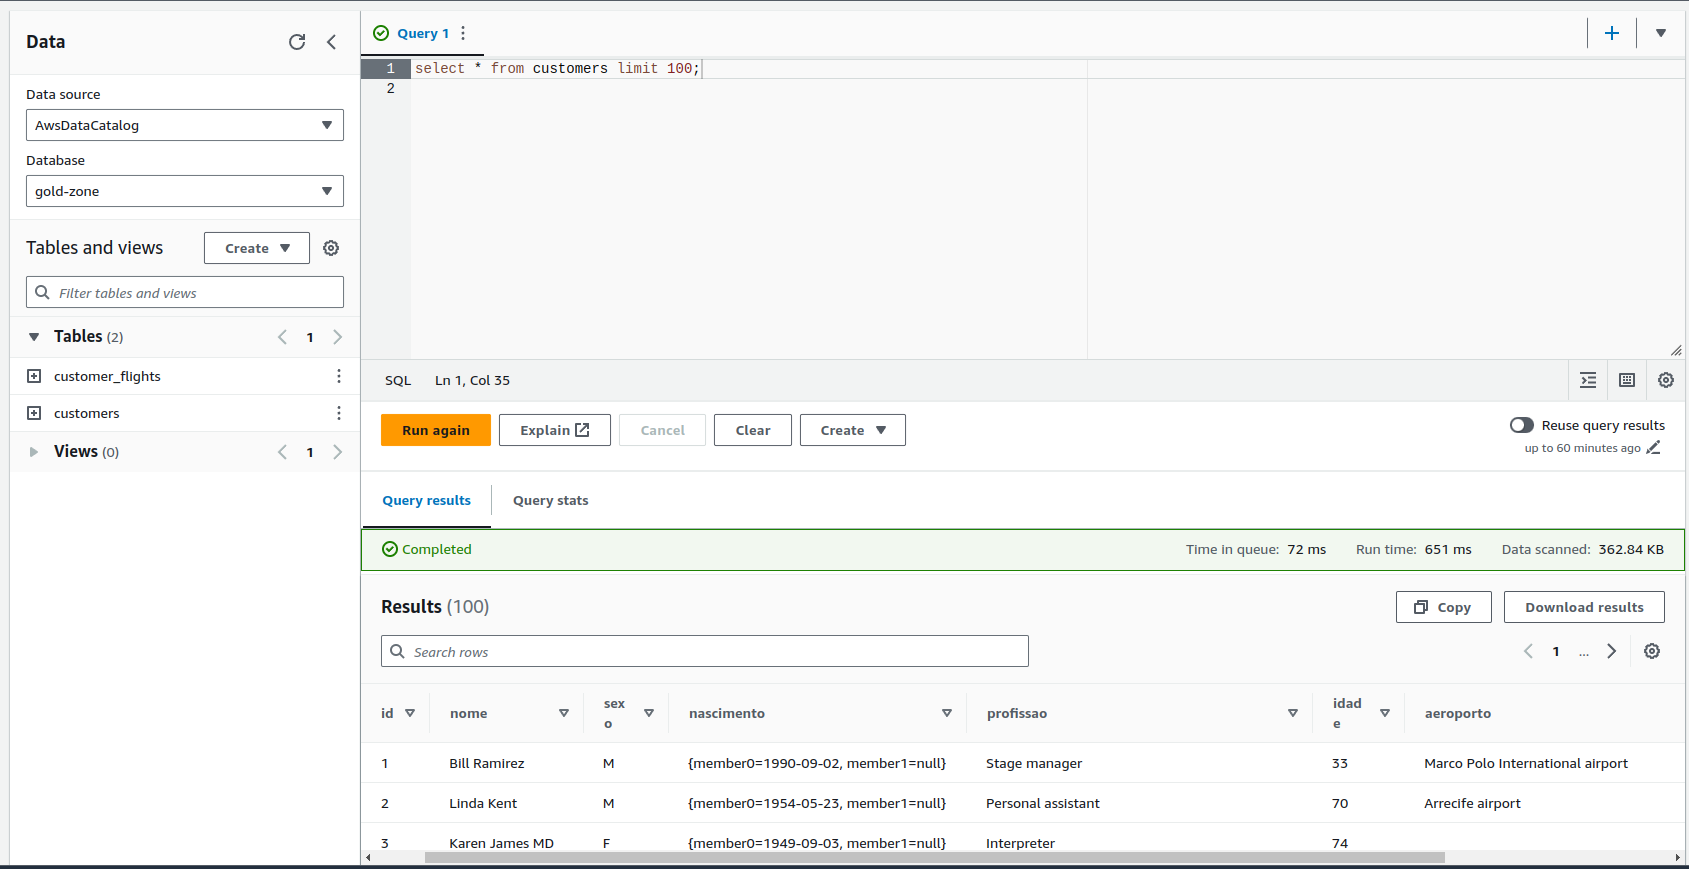 Data
Data source
AwsDataCatalog
Database
gold-zone
Tables and views
Create
Filter tables and views
Tables (2)
1
customer_flights
customers
Views (0)
1
Query 1
1 select * from customers limit 100;
2
SQL Ln 1, Col 35
Run again Explain Cancel Clear Create
Reuse query results
up to 60 minutes ago
Query results Query stats
Completed Time in queue: 72 ms Run time: 651 ms Data scanned: 362.84 KB
Results (100)
Copy Download results
Search rows
1 ...
id nome sexo nascimento profissao idade aeroporto
1 Bill Ramirez M {member0=1990-09-02, member1=null} Stage manager 33 Marco Polo International airport
2 Linda Kent M {member0=1954-05-23, member1=null} Personal assistant 70 Arrecife airport
3 Karen James MD F {member0=1949-09-03, member1=null} Interpreter 74